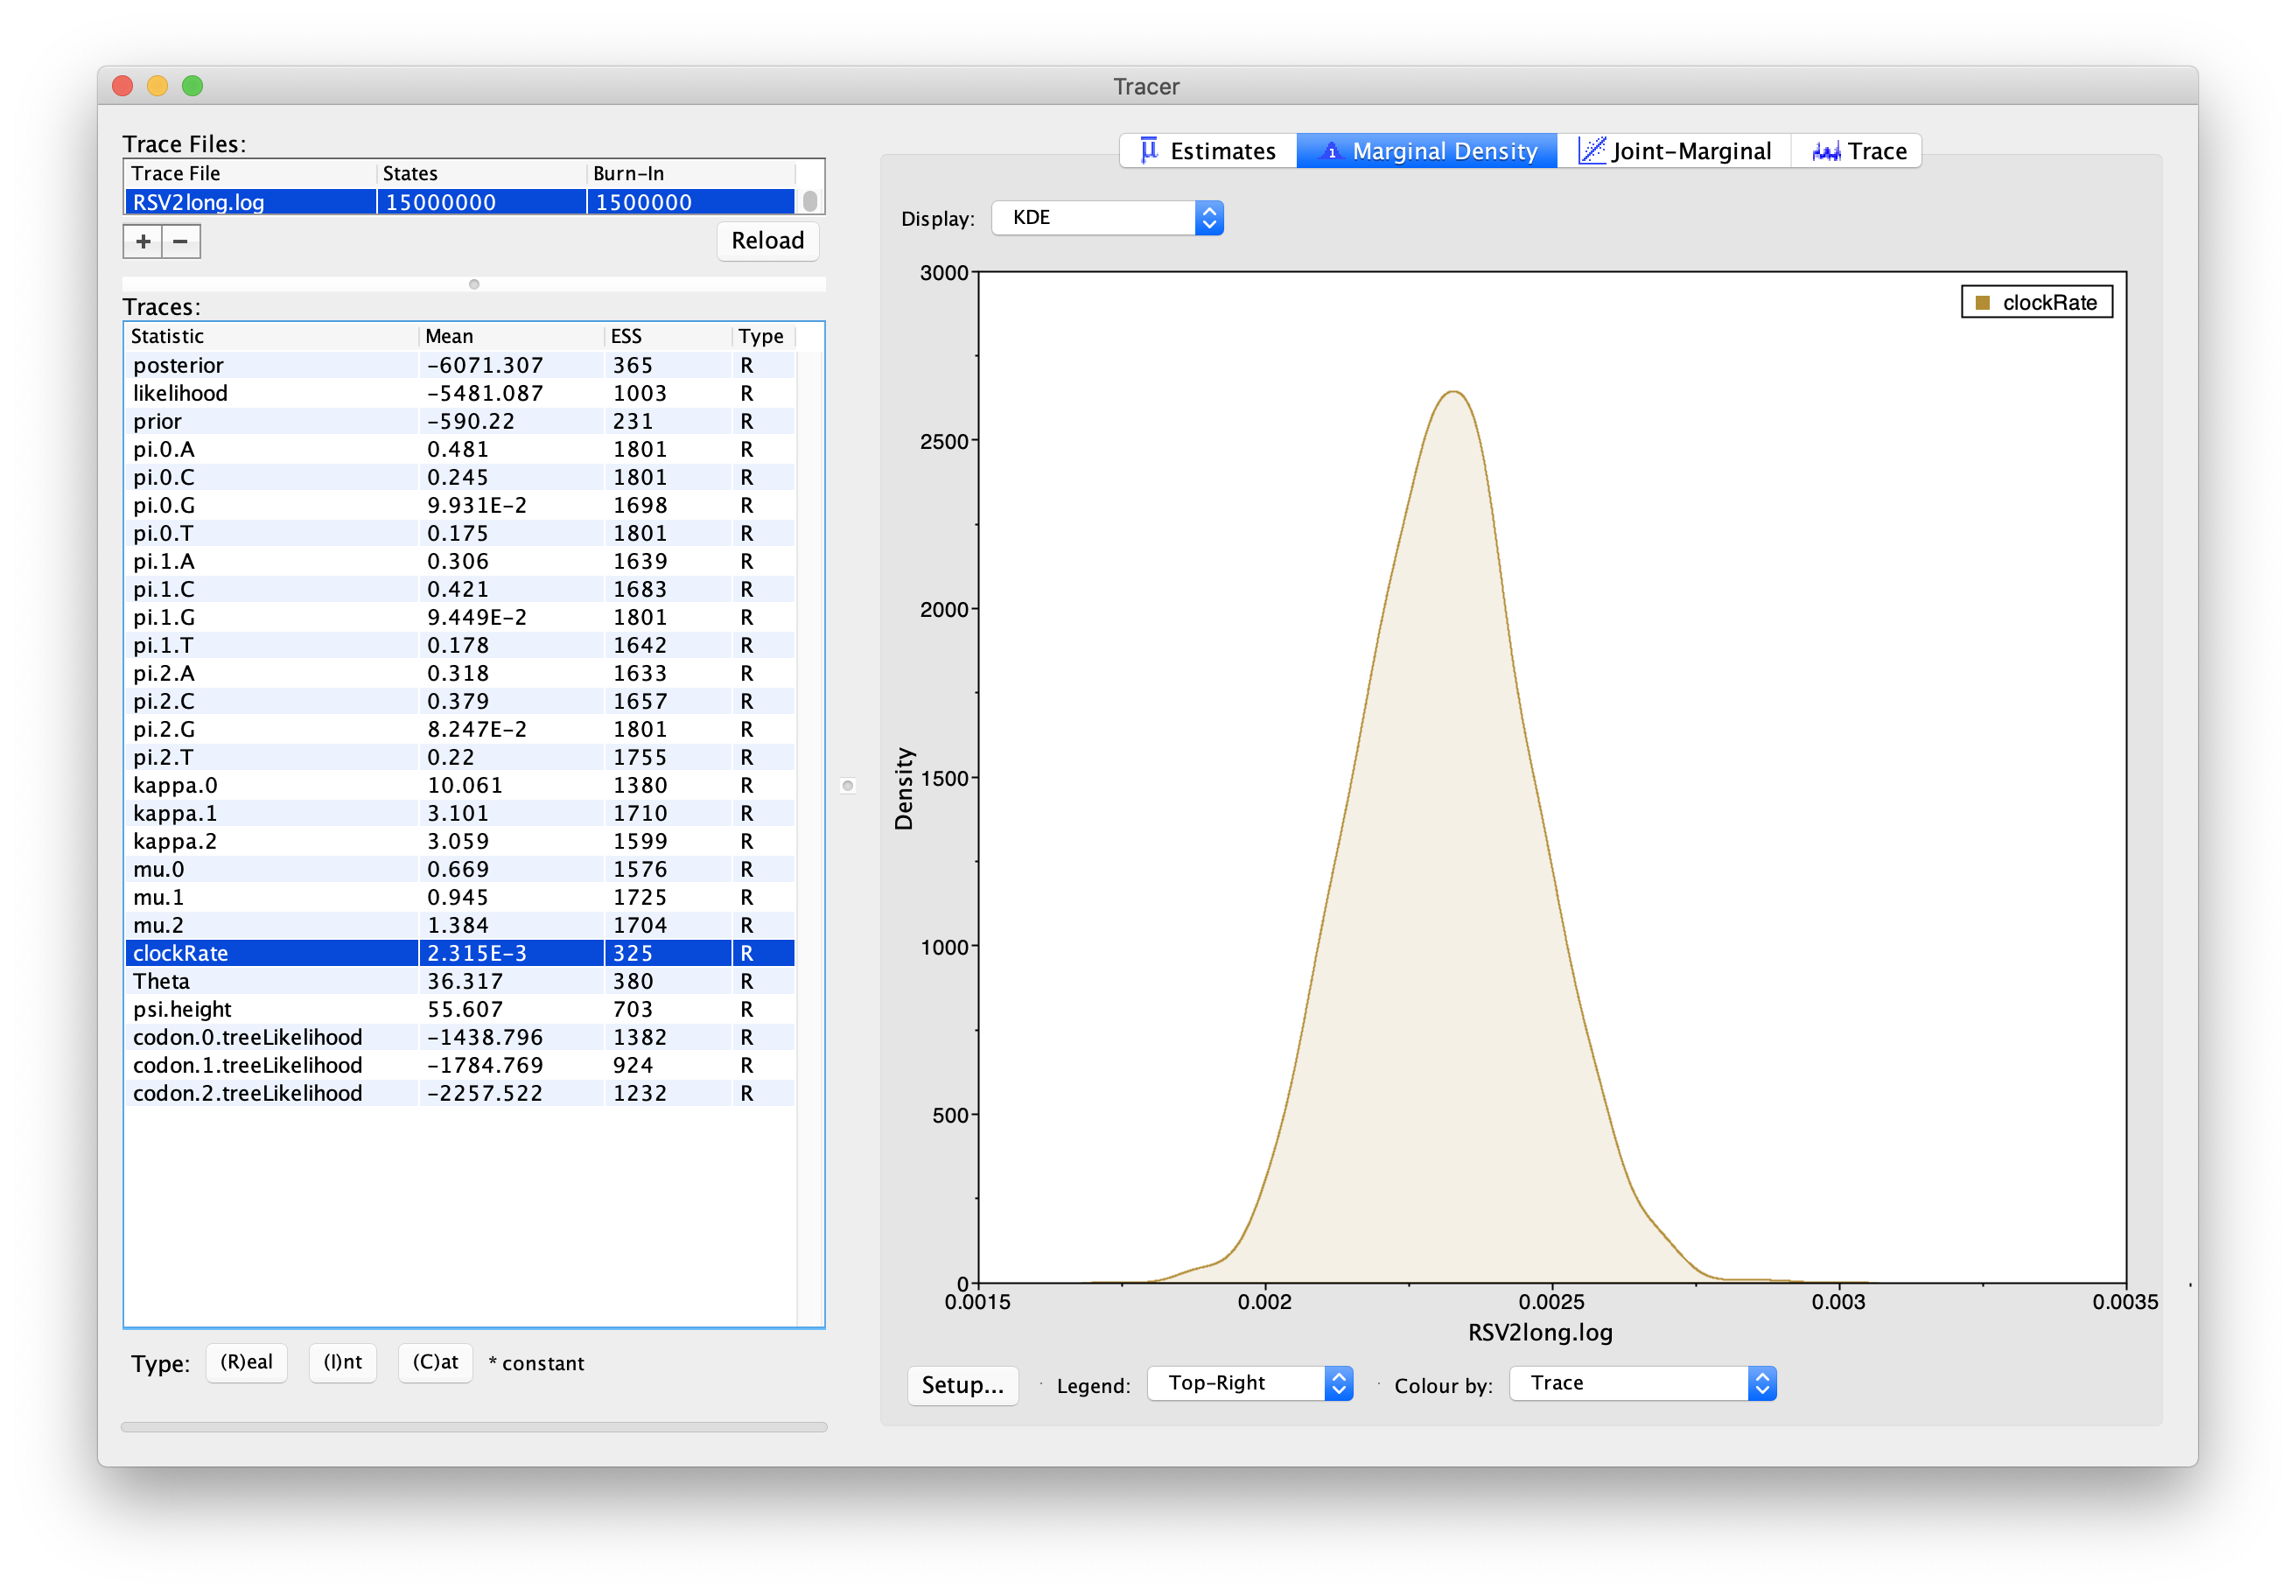 Tracer
Trace Files:
Trace File States Burn-In
RSV2long.log 15000000 1500000
+ −
Reload
Traces:
Statistic Mean ESS Type
posterior -6071.307 365 R
likelihood -5481.087 1003 R
prior -590.22 231 R
pi.0.A 0.481 1801 R
pi.0.C 0.245 1801 R
pi.0.G 9.931E-2 1698 R
pi.0.T 0.175 1801 R
pi.1.A 0.306 1639 R
pi.1.C 0.421 1683 R
pi.1.G 9.449E-2 1801 R
pi.1.T 0.178 1642 R
pi.2.A 0.318 1633 R
pi.2.C 0.379 1657 R
pi.2.G 8.247E-2 1801 R
pi.2.T 0.22 1755 R
kappa.0 10.061 1380 R
kappa.1 3.101 1710 R
kappa.2 3.059 1599 R
mu.0 0.669 1576 R
mu.1 0.945 1725 R
mu.2 1.384 1704 R
clockRate 2.315E-3 325 R
Theta 36.317 380 R
psi.height 55.607 703 R
codon.0.treeLikelihood -1438.796 1382 R
codon.1.treeLikelihood -1784.769 924 R
codon.2.treeLikelihood -2257.522 1232 R
Type: (R)eal (I)nt (C)at * constant
Estimates Marginal Density Joint-Marginal Trace
Display: KDE
clockRate
3000
2500
2000
1500
1000
500
0
Density
0.0015 0.002 0.0025 0.003 0.0035
RSV2long.log
Setup... Legend: Top-Right Colour by: Trace